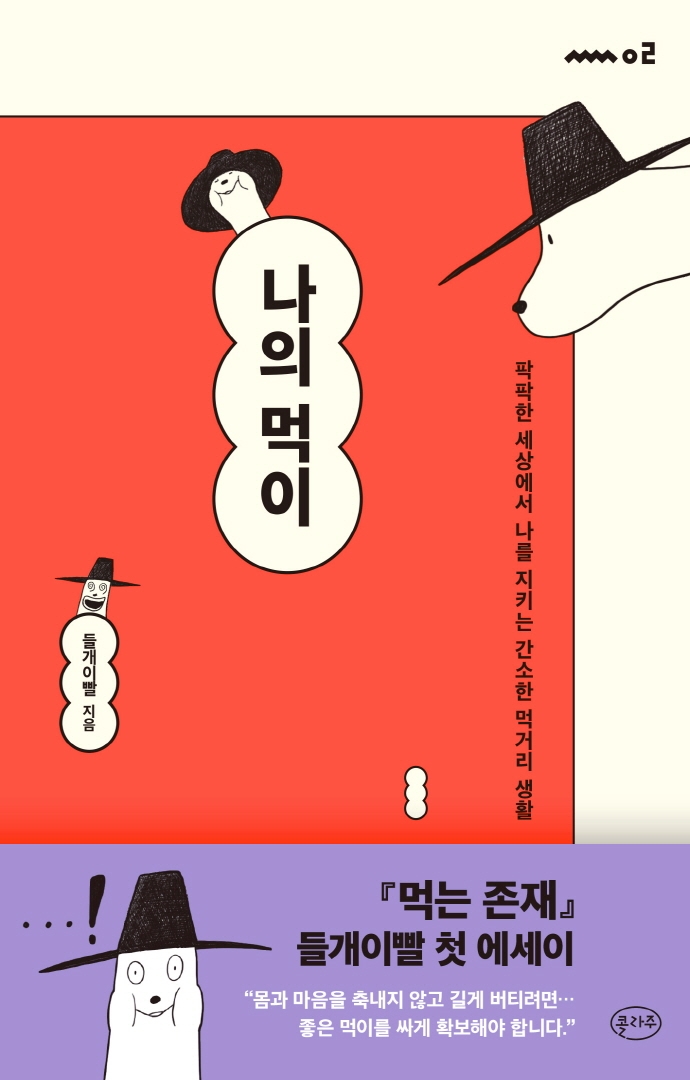 02
나의 먹이
팍팍한 세상에서 나를 지키는 간소한 먹거리 생활
들개이빨 지음
『먹는 존재』
들개이빨 첫 에세이
“몸과 마음을 축내지 않고 길게 버티려면…
좋은 먹이를 싸게 확보해야 합니다.”
콜라주